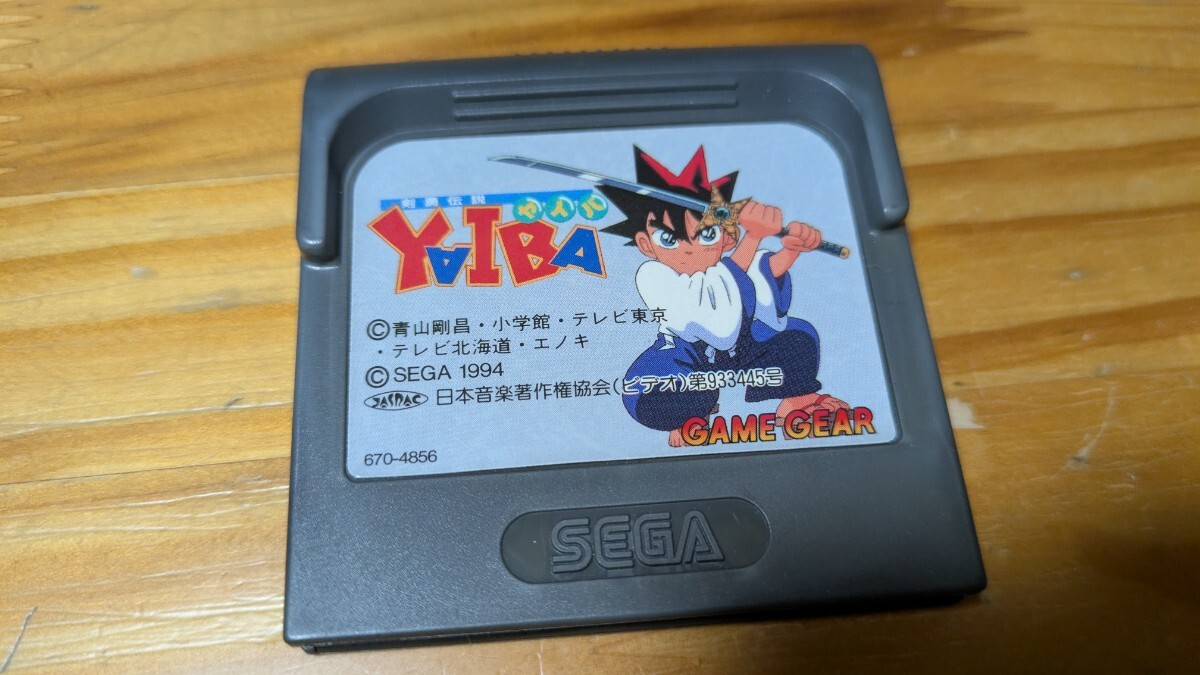 剣勇伝説
ヤイバ
YAIBA
©青山剛昌・小学館・テレビ東京
・テレビ北海道・エノキ
©SEGA 1994
JASRAC 日本音楽著作権協会(ビデオ)第933445号
GAME GEAR
670-4856
SEGA